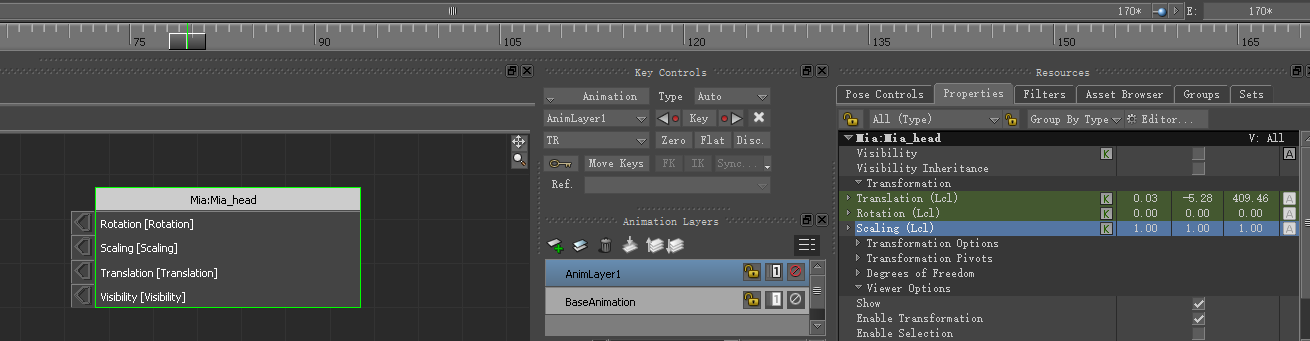 170* E: 170*
75 90 105 120 135 150 165
Key Controls
Resources
Animation Type Auto
Pose Controls Properties Filters Asset Browser Groups Sets
AnimLayer1 Key
All (Type) Group By Type Editor...
TR Zero Flat Disc.
Mia:Mia_head V: All
Visibility K A
Move Keys FK IK Sync...
Visibility Inheritance
Ref.
Transformation
Mia:Mia_head
Translation (Lcl) K 0.03 -5.28 409.46 A
Rotation [Rotation]
Rotation (Lcl) K 0.00 0.00 0.00 A
Animation Layers
Scaling (Lcl) K 1.00 1.00 1.00 A
Scaling [Scaling]
Transformation Options
Transformation Pivots
Translation [Translation]
AnimLayer1 1
Degrees of Freedom
Viewer Options
Visibility [Visibility]
BaseAnimation 1
Show
Enable Transformation
Enable Selection